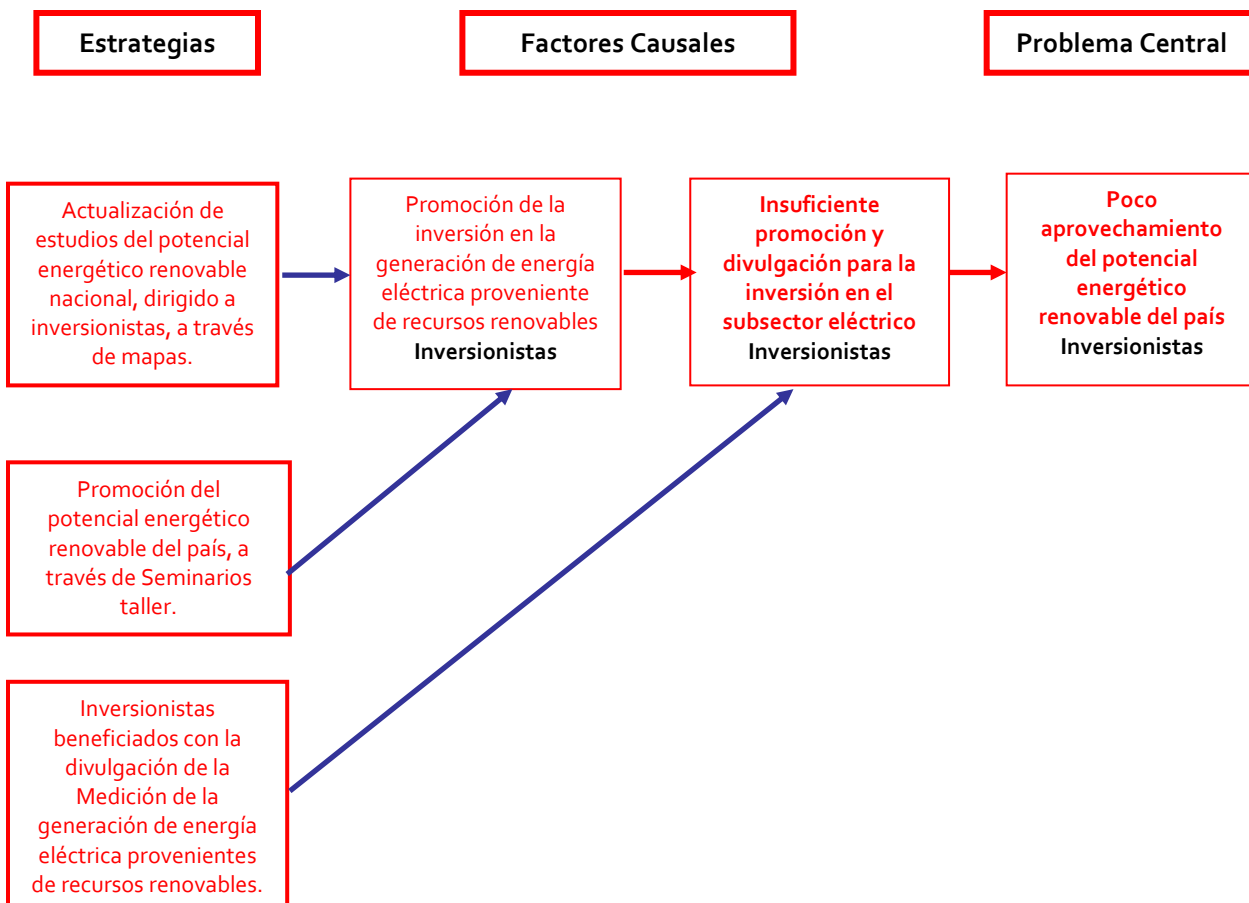 Estrategias
Factores Causales
Problema Central
Actualización de
estudios del potencial
energético renovable
nacional, dirigido a
inversionistas, a través
de mapas.
Promoción de la
inversión en la
generación de energía
eléctrica proveniente
de recursos renovables
Inversionistas
Insuficiente
promoción y
divulgación para la
inversión en el
subsector eléctrico
Inversionistas
Poco
aprovechamiento
del potencial
energético
renovable del país
Inversionistas
Promoción del
potencial energético
renovable del país, a
través de Seminarios
taller.
Inversionistas
beneficiados con la
divulgación de la
Medición de la
generación de energía
eléctrica provenientes
de recursos renovables.